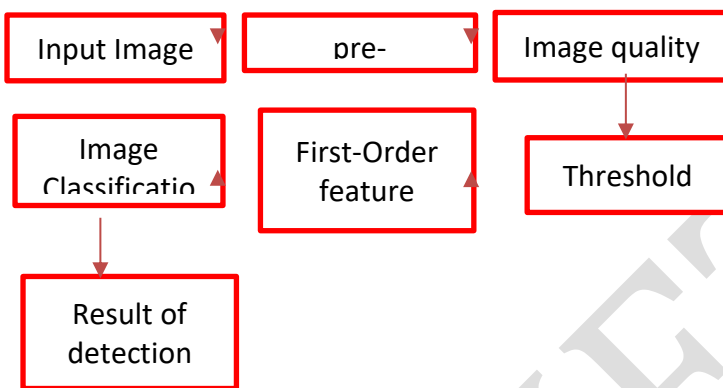 Input Image
pre-
Image quality
Image
Classificatio
First-Order
feature
Threshold
Result of
detection